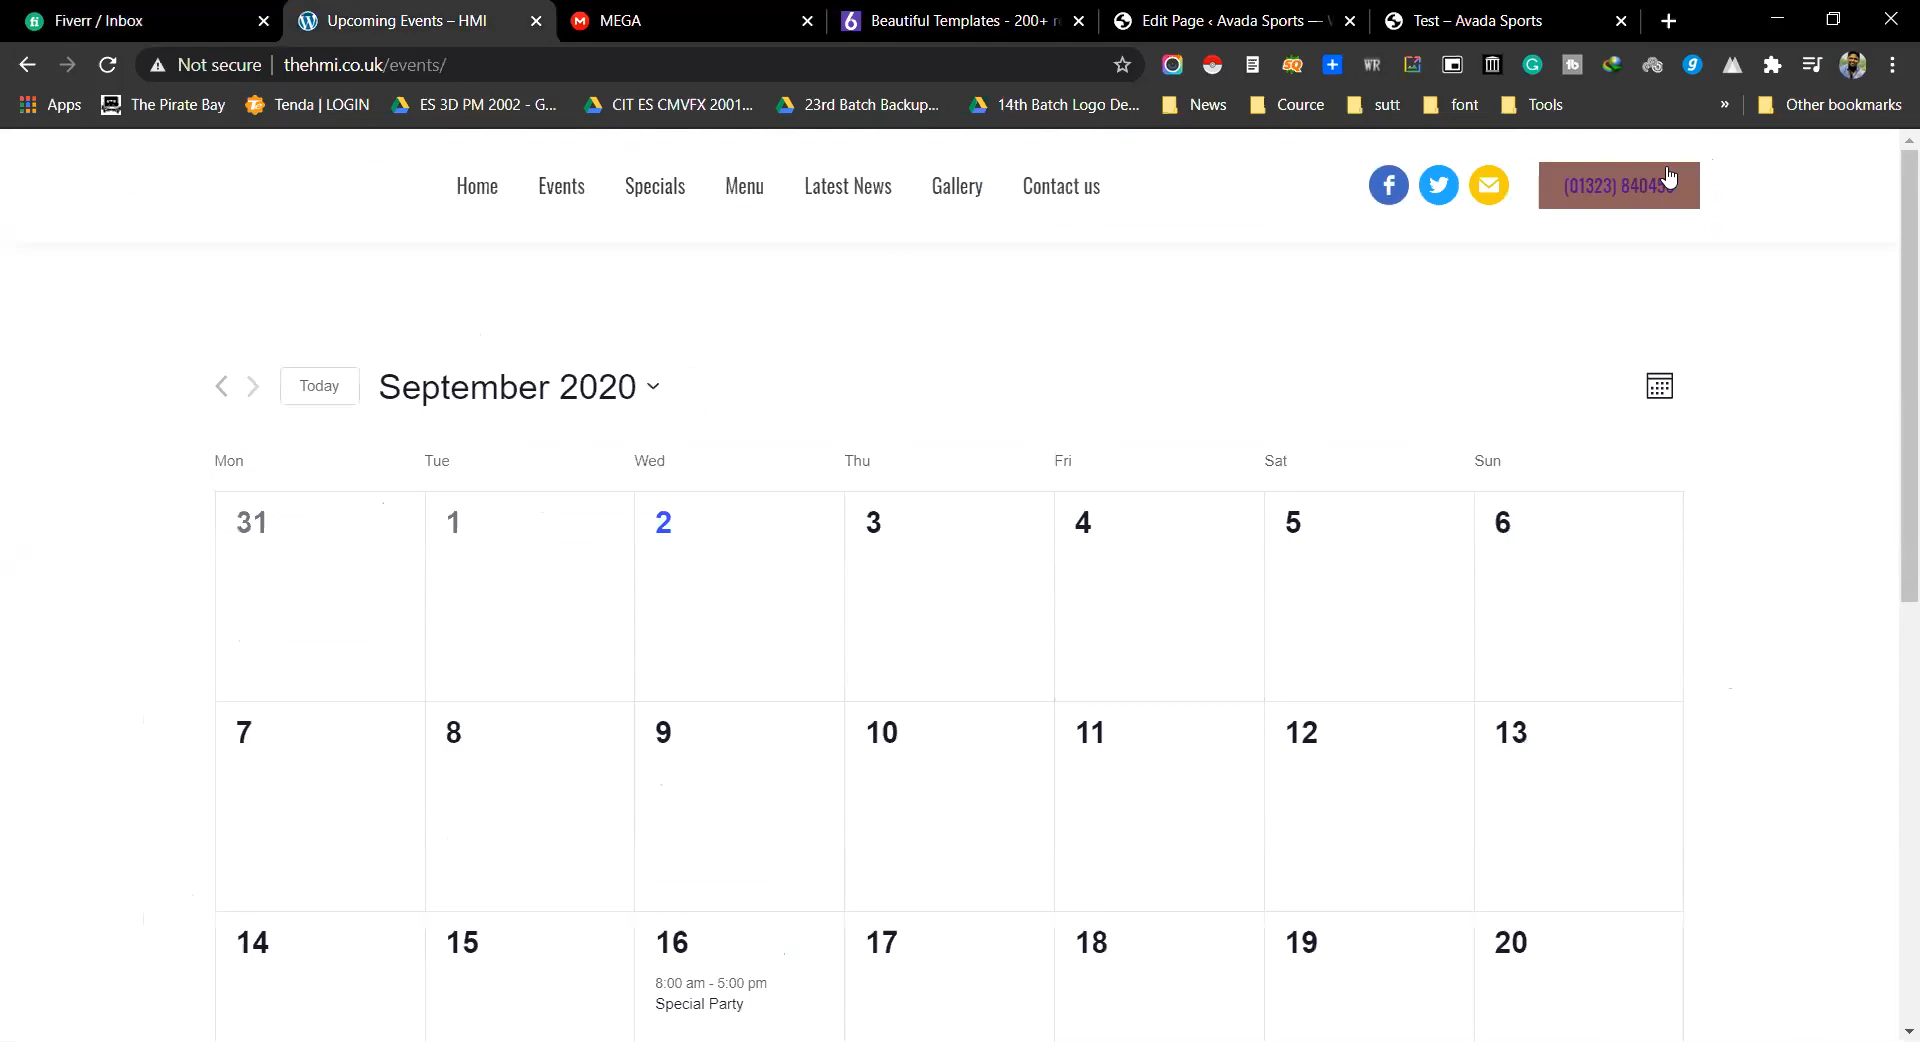 Fiverr / Inbox
Upcoming Events – HMI
MEGA
Beautiful Templates - 200+ r
Edit Page ‹ Avada Sports —
Test – Avada Sports
Not secure
thehmi.co.uk/events/
Apps
The Pirate Bay
Tenda | LOGIN
ES 3D PM 2002 - G...
CIT ES CMVFX 2001...
23rd Batch Backup...
14th Batch Logo De...
News
Cource
sutt
font
Tools
»
Other bookmarks
Home
Events
Specials
Menu
Latest News
Gallery
Contact us
(01323)
Today
September 2020
Mon Tue Wed Thu Fri Sat Sun
31 1 2 3 4 5 6
7 8 9 10 11 12 13
14 15 16 17 18 19 20
8:00 am - 5:00 pm
Special Party